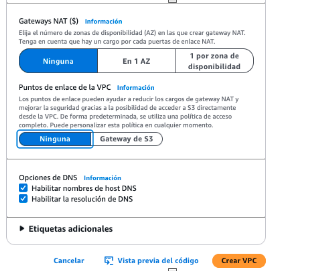 Gateways NAT ($) Información
Elija el número de zonas de disponibilidad (AZ) en las que crear gateway NAT.
Tenga en cuenta que hay un cargo por cada puertas de enlace NAT.
Ninguna
En 1 AZ
1 por zona de
disponibilidad
Puntos de enlace de la VPC Información
Los puntos de enlace pueden ayudar a reducir los cargos de gateway NAT y
mejorar la seguridad gracias a la posibilidad de acceder a S3 directamente
desde la VPC. De forma predeterminada, se utiliza una política de acceso
completo. Puede personalizar esta política en cualquier momento.
Ninguna
Gateway de S3
Opciones de DNS Información
Habilitar nombres de host DNS
Habilitar la resolución de DNS
Etiquetas adicionales
Cancelar
Vista previa del código
Crear VPC